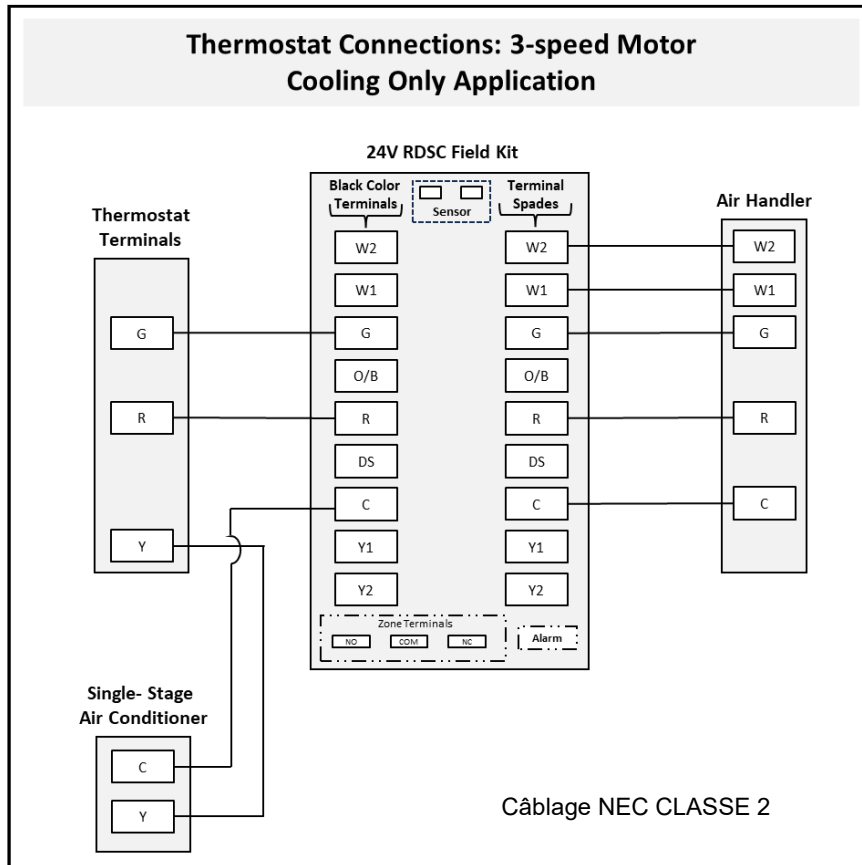 Thermostat Connections: 3-speed Motor
Cooling Only Application
24V RDSC Field Kit
Black Color
Terminals
Sensor
Terminal
Spades
Thermostat
Terminals
Air Handler
G
R
Y
W2
W1
G
O/B
R
DS
C
Y1
Y2
W2
W1
G
O/B
R
DS
C
Y1
Y2
W2
W1
G
R
C
Zone Terminals
NO
COM
NC
Alarm
Single- Stage
Air Conditioner
C
Y
Câblage NEC CLASSE 2